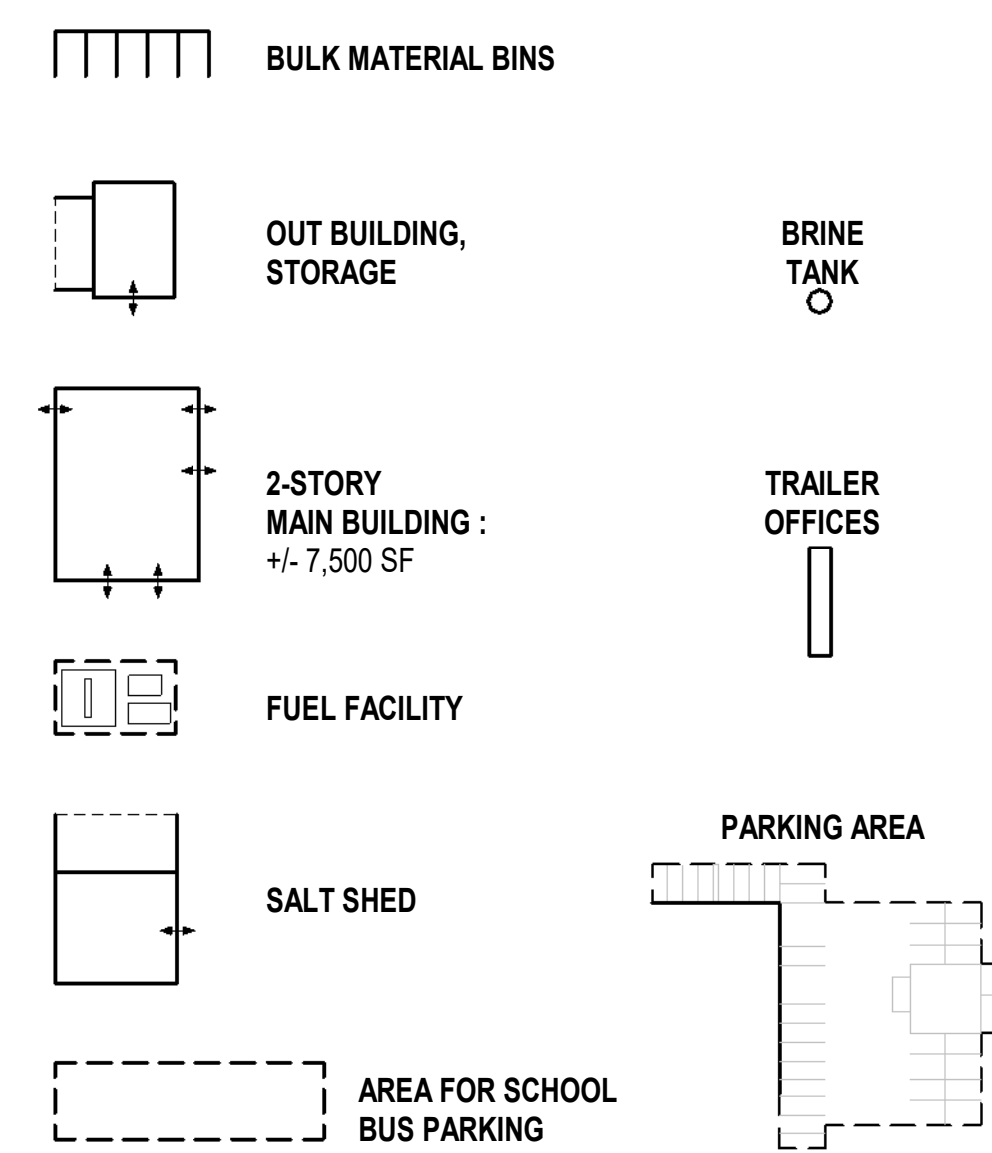 BULK MATERIAL BINS
OUT BUILDING,
STORAGE
BRINE
TANK
2-STORY
MAIN BUILDING :
+/- 7,500 SF
TRAILER
OFFICES
FUEL FACILITY
PARKING AREA
SALT SHED
AREA FOR SCHOOL
BUS PARKING